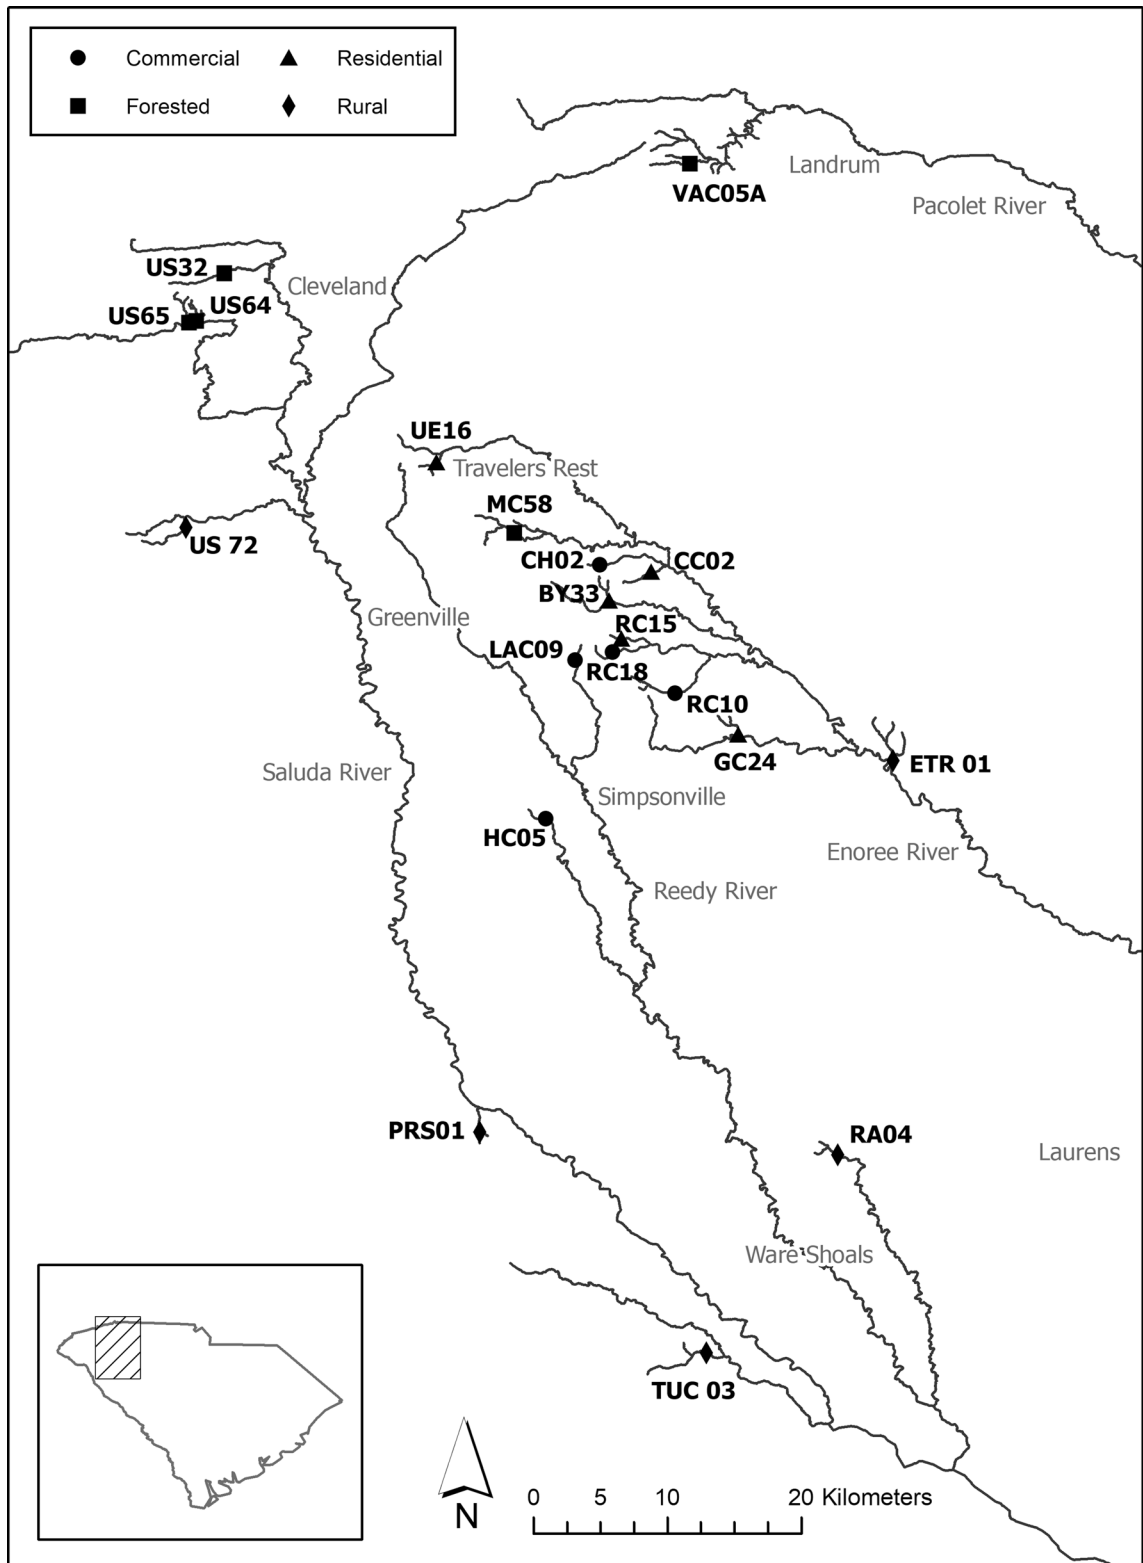 Commercial
Residential
Forested
Rural
Landrum
VAC05A
Pacolet River
US32
Cleveland
US65
US64
UE16
Travelers Rest
MC58
US 72
CH02
CC02
BY33
Greenville
RC15
LAC09
RC18
RC10
GC24
ETR 01
Saluda River
Simpsonville
HC05
Enoree River
Reedy River
PRS01
RA04
Laurens
Ware Shoals
TUC 03
N
0 5 10 20 Kilometers